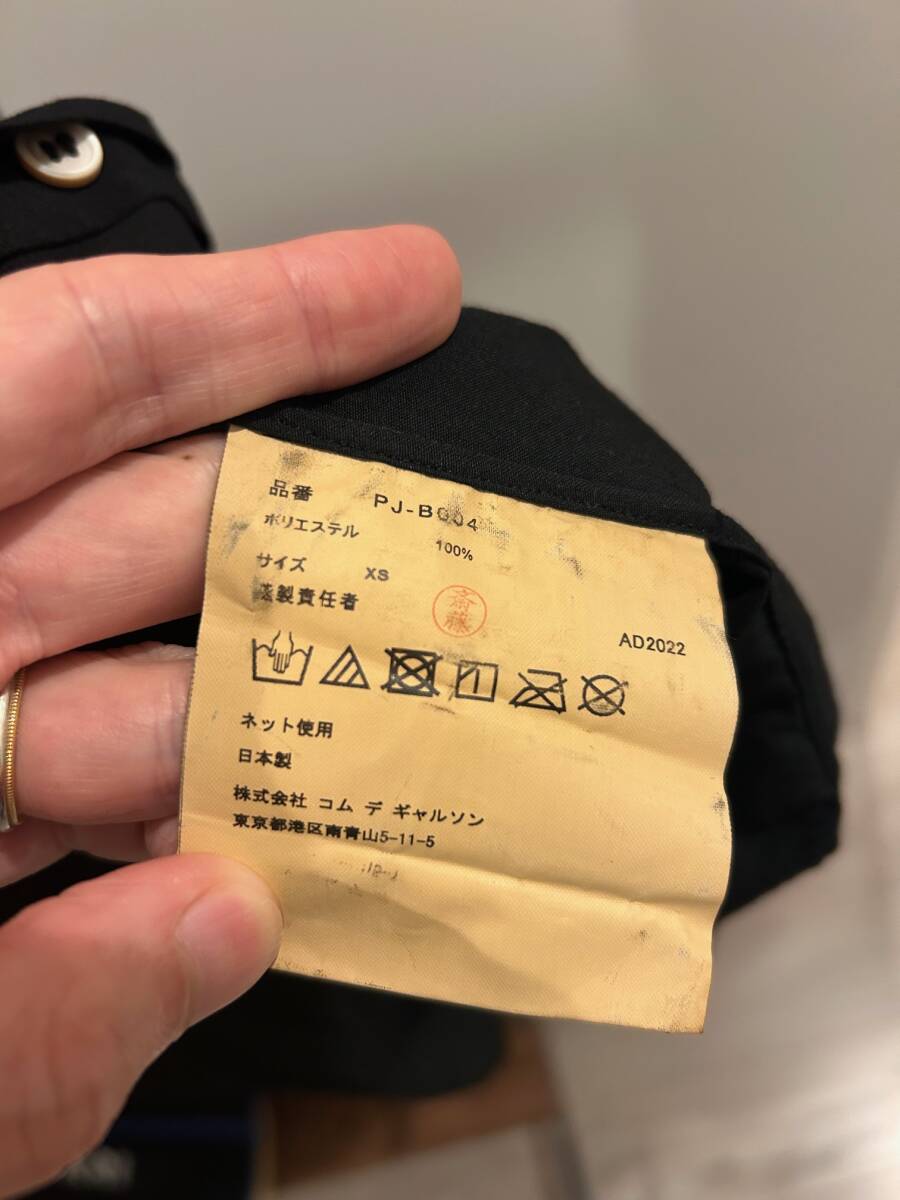 品番 PJ-B004
ポリエステル 100%
サイズ XS
縫製責任者 斎藤
AD2022
ネット使用
日本製
株式会社 コム デ ギャルソン
東京都港区南青山5-11-5